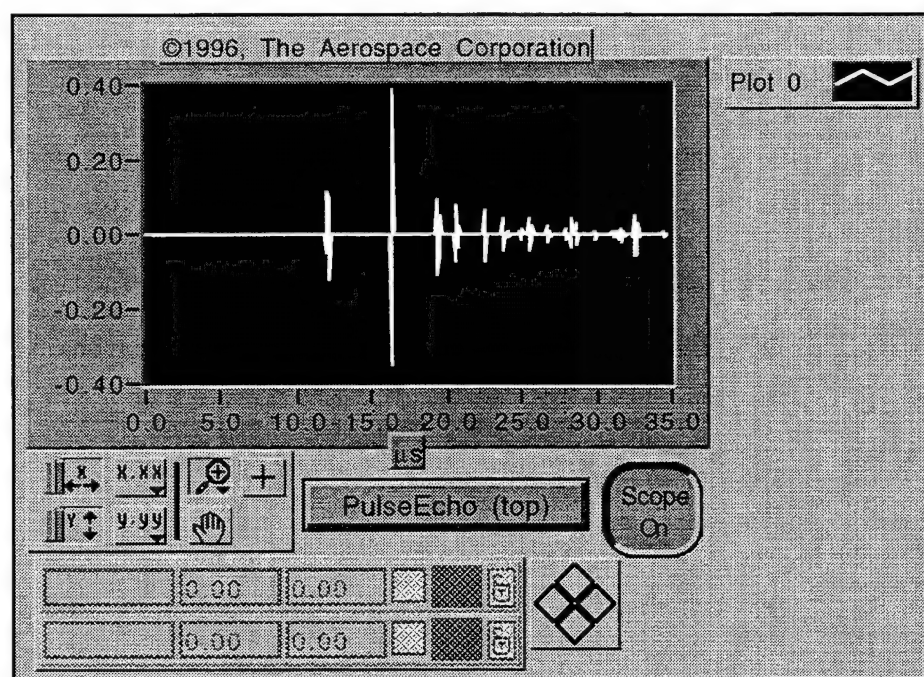 ©1996, The Aerospace Corporation
Plot 0
0.40
0.20
0.00
-0.20
-0.40
0.0 5.0 10.0 15.0 20.0 25.0 30.0 35.0
µs
X X.XX
PulseEcho (top)
Scope
On
Y y.yy
0.00 0.00
0.00 0.00